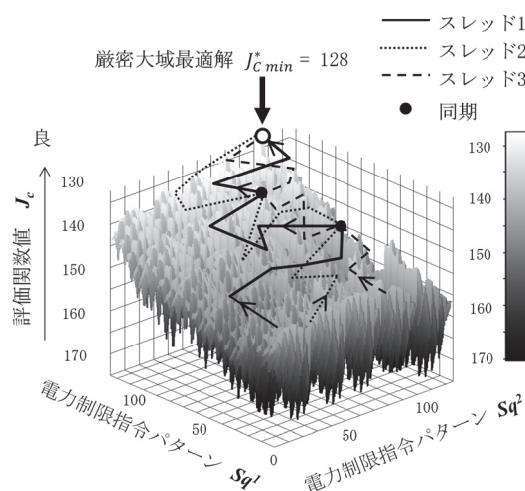 スレッド1
スレッド2
スレッド3
同期
厳密大域最適解 J*C min = 128
良
評価関数値 Jc
130
140
150
160
170
130
140
150
160
170
100
50
0
50
100
電力制限指令パターン Sq1
電力制限指令パターン Sq2